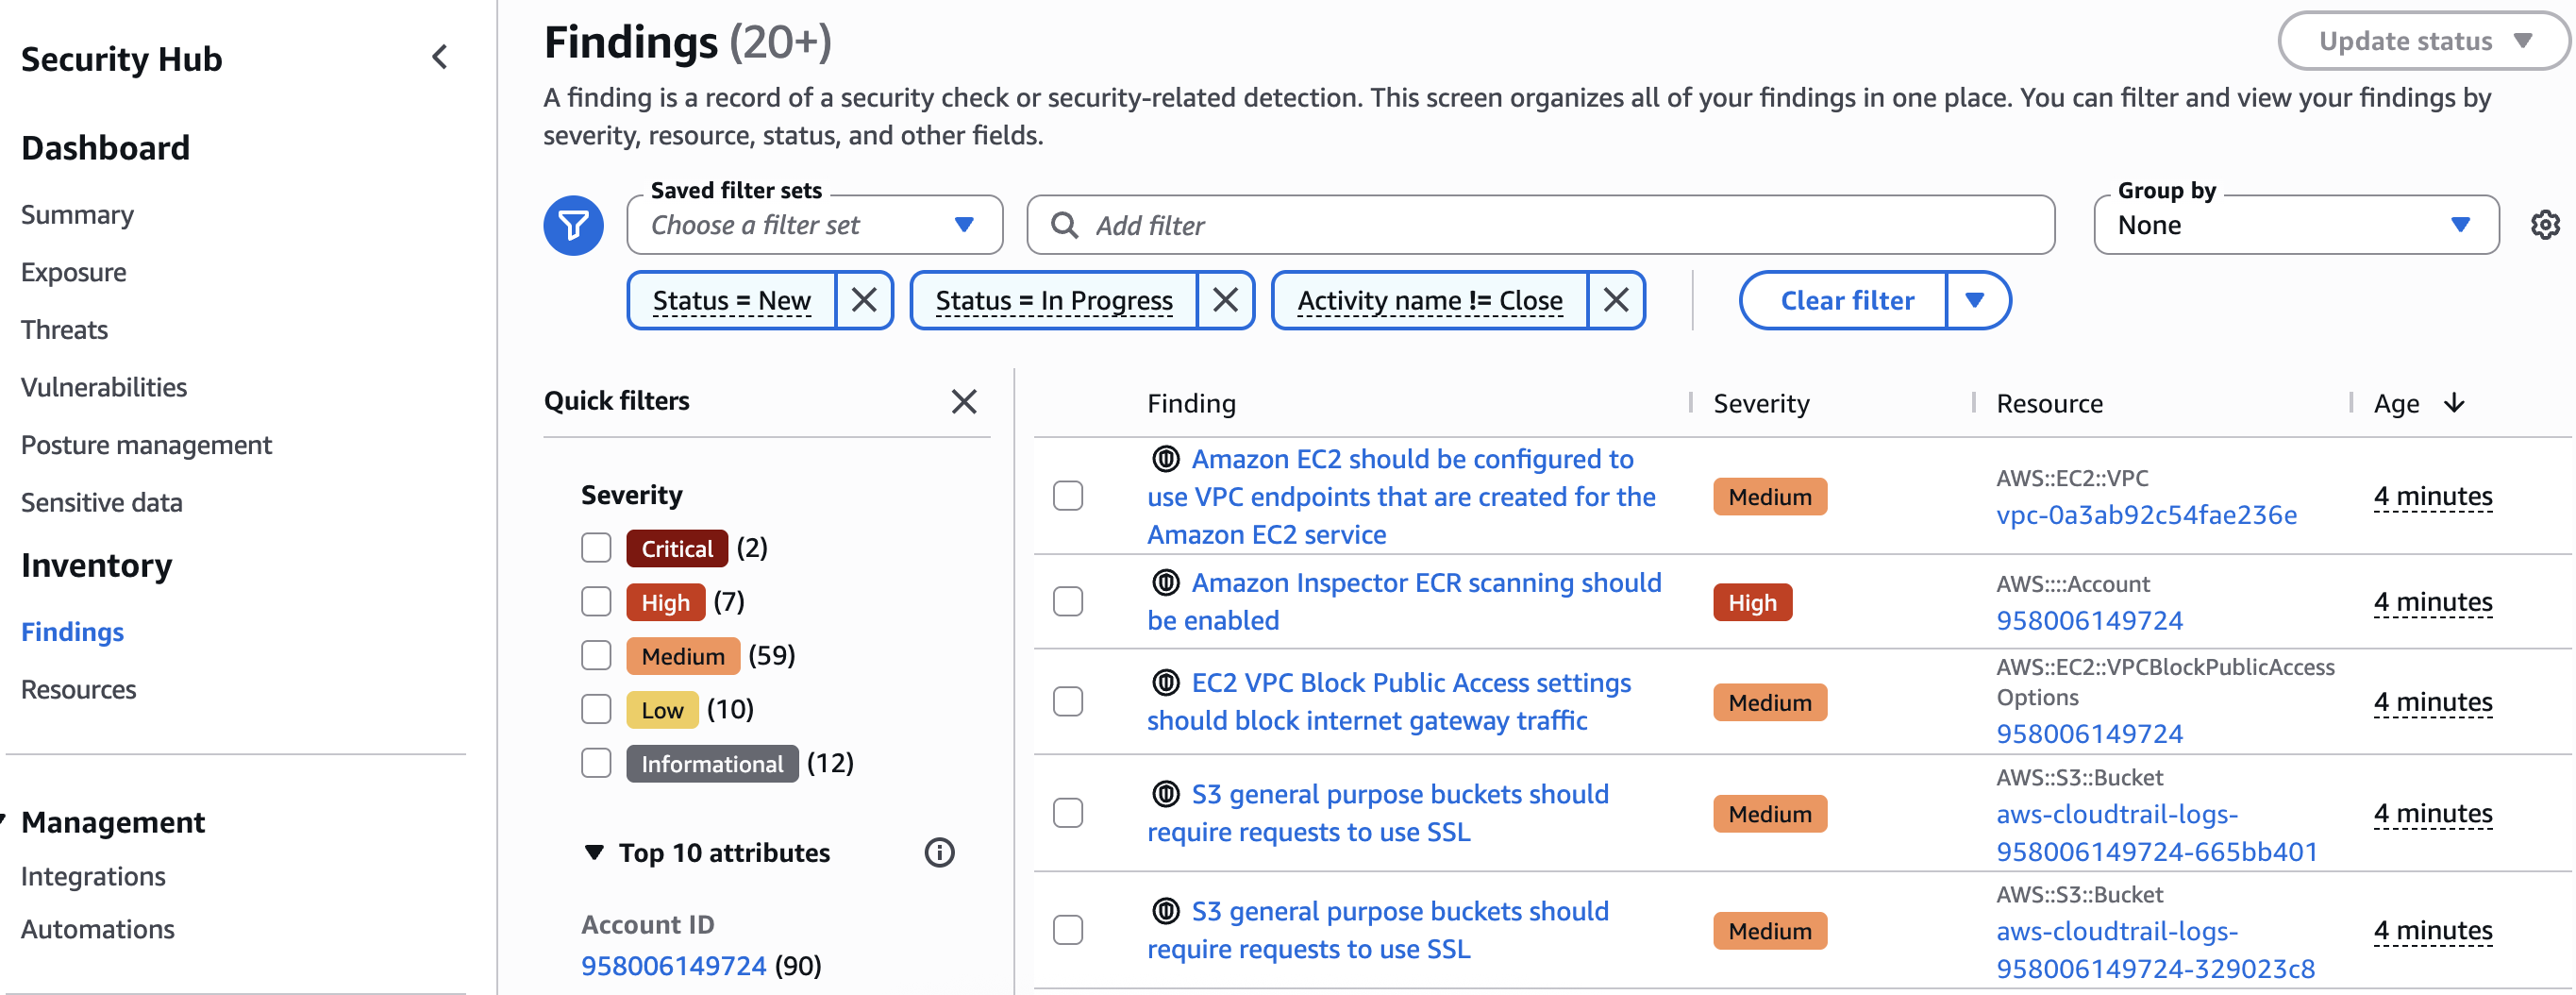 Security Hub
Dashboard
Summary
Exposure
Threats
Vulnerabilities
Posture management
Sensitive data
Inventory
Findings
Resources
Management
Integrations
Automations
Findings (20+)
Update status
A finding is a record of a security check or security-related detection. This screen organizes all of your findings in one place. You can filter and view your findings by
severity, resource, status, and other fields.
Saved filter sets
Choose a filter set
Add filter
Group by
None
Status = New
Status = In Progress
Activity name != Close
Clear filter
Quick filters
Severity
Critical (2)
High (7)
Medium (59)
Low (10)
Informational (12)
Top 10 attributes
Account ID
958006149724 (90)
Finding Severity Resource Age
Amazon EC2 should be configured to
use VPC endpoints that are created for the
Amazon EC2 service
Medium
AWS::EC2::VPC
vpc-0a3ab92c54fae236e
4 minutes
Amazon Inspector ECR scanning should
be enabled
High
AWS::::Account
958006149724
4 minutes
EC2 VPC Block Public Access settings
should block internet gateway traffic
Medium
AWS::EC2::VPCBlockPublicAccess
Options
958006149724
4 minutes
S3 general purpose buckets should
require requests to use SSL
Medium
AWS::S3::Bucket
aws-cloudtrail-logs-
958006149724-665bb401
4 minutes
S3 general purpose buckets should
require requests to use SSL
Medium
AWS::S3::Bucket
aws-cloudtrail-logs-
958006149724-329023c8
4 minutes